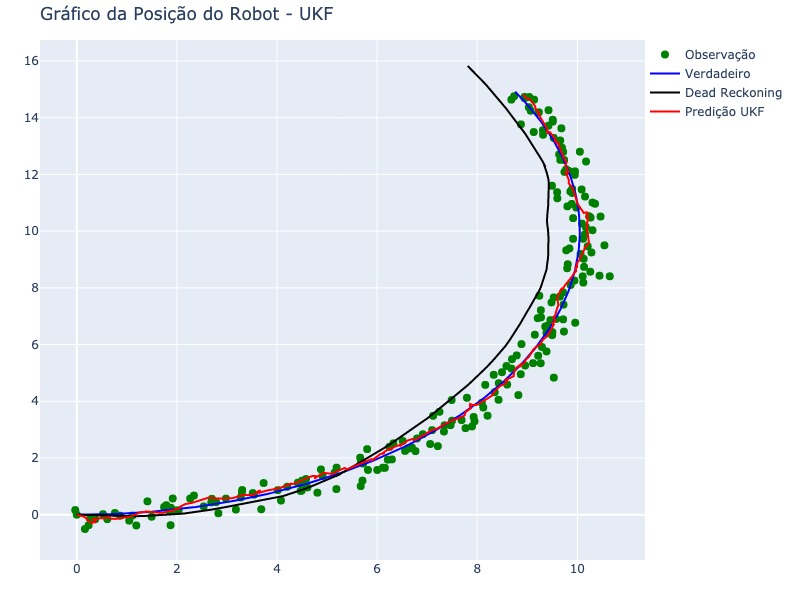 Gráfico da Posição do Robot - UKF
Observação
Verdadeiro
Dead Reckoning
Predição UKF
16
14
12
10
8
6
4
2
0
0 2 4 6 8 10